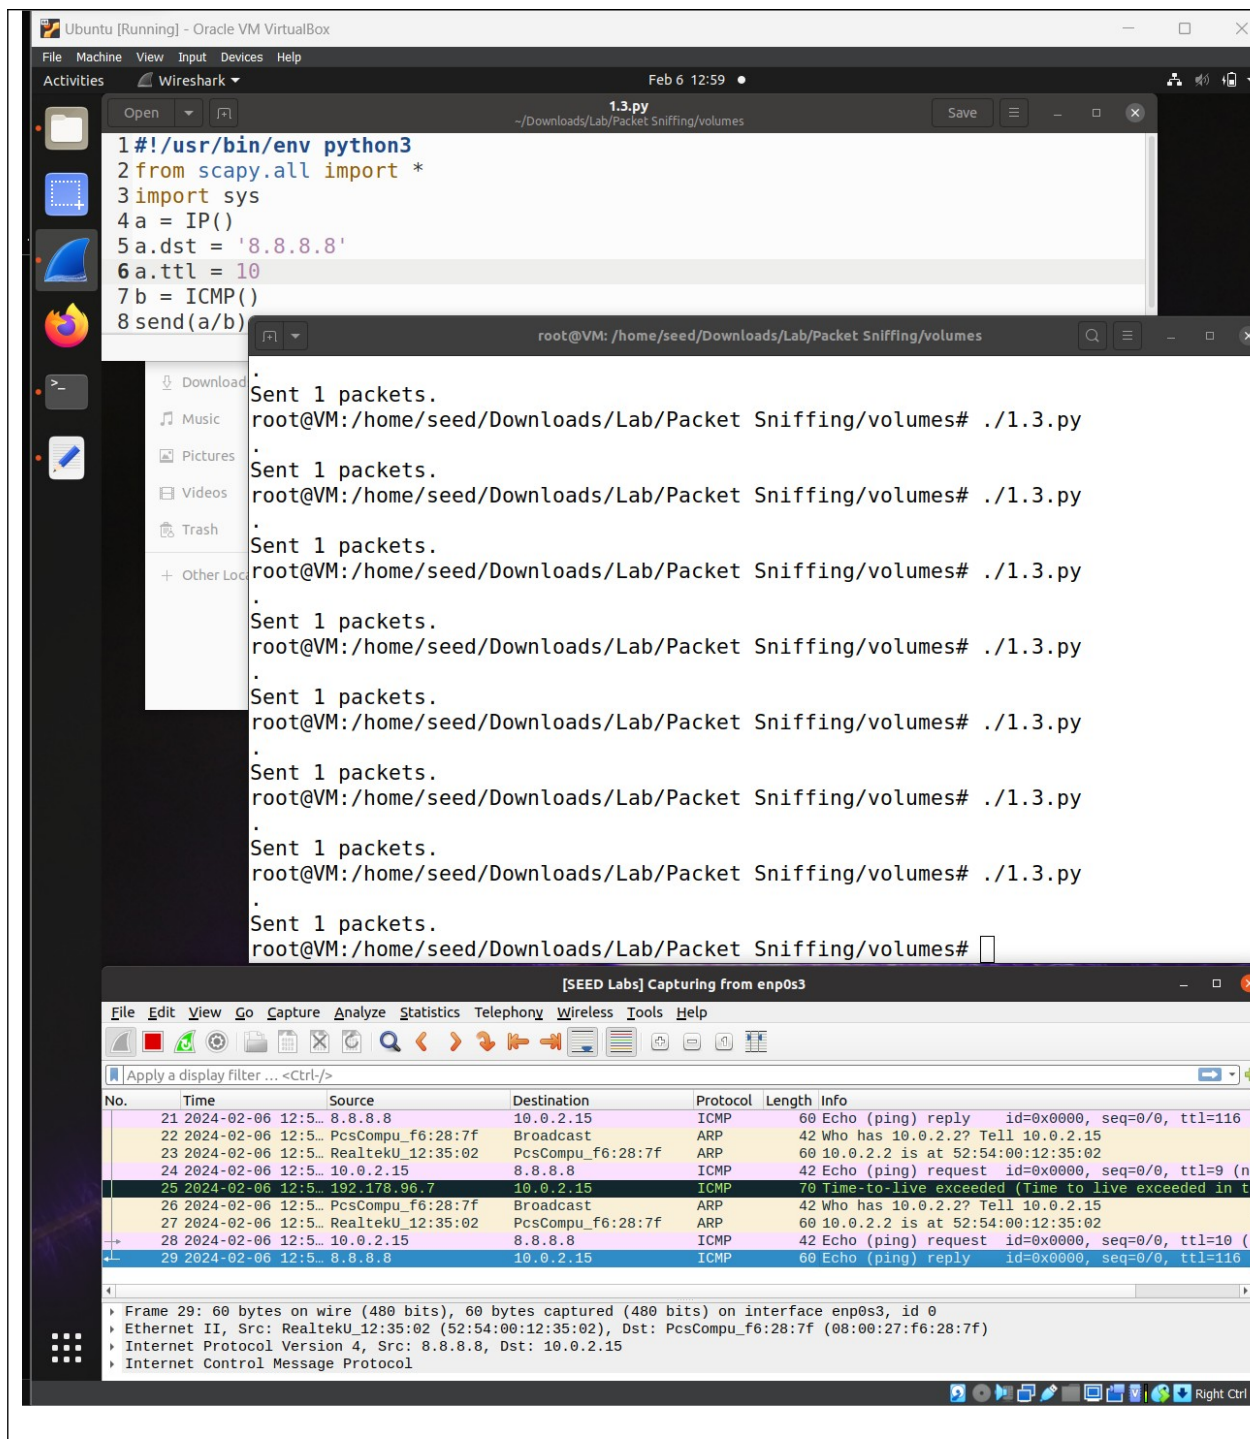 Ubuntu [Running] - Oracle VM VirtualBox
File Machine View Input Devices Help
Activities Wireshark Feb 6 12:59
Open 1.3.py Save
~/Downloads/Lab/Packet Sniffing/volumes
1 #!/usr/bin/env python3
2 from scapy.all import *
3 import sys
4 a = IP()
5 a.dst = '8.8.8.8'
6 a.ttl = 10
7 b = ICMP()
8 send(a/b)
root@VM: /home/seed/Downloads/Lab/Packet Sniffing/volumes
Download
Music
Pictures
Videos
Trash
+ Other Loca
.
Sent 1 packets.
root@VM:/home/seed/Downloads/Lab/Packet Sniffing/volumes# ./1.3.py
.
Sent 1 packets.
root@VM:/home/seed/Downloads/Lab/Packet Sniffing/volumes# ./1.3.py
.
Sent 1 packets.
root@VM:/home/seed/Downloads/Lab/Packet Sniffing/volumes# ./1.3.py
.
Sent 1 packets.
root@VM:/home/seed/Downloads/Lab/Packet Sniffing/volumes# ./1.3.py
.
Sent 1 packets.
root@VM:/home/seed/Downloads/Lab/Packet Sniffing/volumes# ./1.3.py
.
Sent 1 packets.
root@VM:/home/seed/Downloads/Lab/Packet Sniffing/volumes# ./1.3.py
.
Sent 1 packets.
root@VM:/home/seed/Downloads/Lab/Packet Sniffing/volumes# ./1.3.py
.
Sent 1 packets.
root@VM:/home/seed/Downloads/Lab/Packet Sniffing/volumes#
[SEED Labs] Capturing from enp0s3
File Edit View Go Capture Analyze Statistics Telephony Wireless Tools Help
Apply a display filter ... <Ctrl-/>
No. Time Source Destination Protocol Length Info
21 2024-02-06 12:5… 8.8.8.8 10.0.2.15 ICMP 60 Echo (ping) reply id=0x0000, seq=0/0, ttl=116
22 2024-02-06 12:5… PcsCompu_f6:28:7f Broadcast ARP 42 Who has 10.0.2.2? Tell 10.0.2.15
23 2024-02-06 12:5… RealtekU_12:35:02 PcsCompu_f6:28:7f ARP 60 10.0.2.2 is at 52:54:00:12:35:02
24 2024-02-06 12:5… 10.0.2.15 8.8.8.8 ICMP 42 Echo (ping) request id=0x0000, seq=0/0, ttl=9 (n
25 2024-02-06 12:5… 192.178.96.7 10.0.2.15 ICMP 70 Time-to-live exceeded (Time to live exceeded in t
26 2024-02-06 12:5… PcsCompu_f6:28:7f Broadcast ARP 42 Who has 10.0.2.2? Tell 10.0.2.15
27 2024-02-06 12:5… RealtekU_12:35:02 PcsCompu_f6:28:7f ARP 60 10.0.2.2 is at 52:54:00:12:35:02
28 2024-02-06 12:5… 10.0.2.15 8.8.8.8 ICMP 42 Echo (ping) request id=0x0000, seq=0/0, ttl=10 (
29 2024-02-06 12:5… 8.8.8.8 10.0.2.15 ICMP 60 Echo (ping) reply id=0x0000, seq=0/0, ttl=116
Frame 29: 60 bytes on wire (480 bits), 60 bytes captured (480 bits) on interface enp0s3, id 0
Ethernet II, Src: RealtekU_12:35:02 (52:54:00:12:35:02), Dst: PcsCompu_f6:28:7f (08:00:27:f6:28:7f)
Internet Protocol Version 4, Src: 8.8.8.8, Dst: 10.0.2.15
Internet Control Message Protocol
Right Ctrl